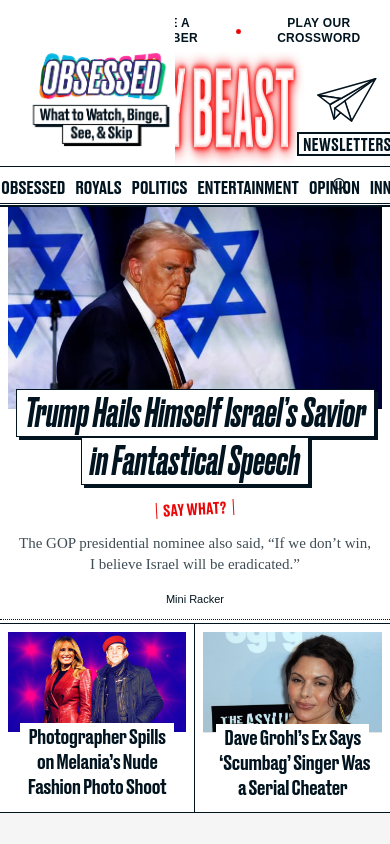 E A
BER
PLAY OUR
CROSSWORD
OBSESSED
What to Watch, Binge,
See, & Skip
Y BEAST
NEWSLETTERS
OBSESSED ROYALS POLITICS ENTERTAINMENT OPINION INN
Trump Hails Himself Israel’s Savior
in Fantastical Speech
SAY WHAT?
The GOP presidential nominee also said, “If we don’t win,
I believe Israel will be eradicated.”
Mini Racker
THE ASYLU
Photographer Spills
on Melania’s Nude
Fashion Photo Shoot
Dave Grohl’s Ex Says
‘Scumbag’ Singer Was
a Serial Cheater